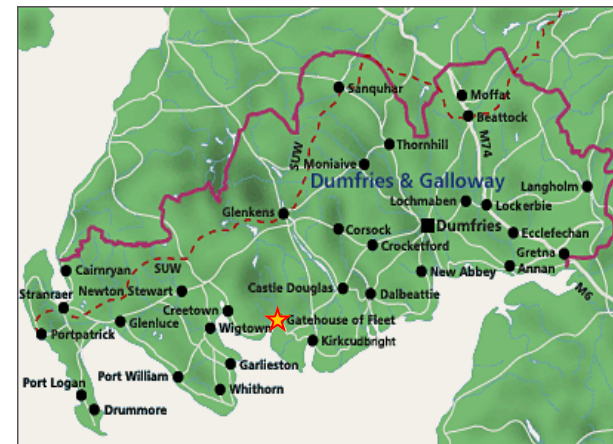 Sanquhar
Moffat
Beattock
Thornhill
M74
SUW
Moniaive
Dumfries & Galloway
Langholm
Lochmaben
Lockerbie
Glenkens
Corsock
Dumfries
Ecclefechan
Crocketford
Gretna
Cairnryan
SUW
New Abbey
Annan
Newton Stewart
Castle Douglas
Dalbeattie
M6
Stranraer
Creetown
Glenluce
Wigtown
Gatehouse of Fleet
Portpatrick
Kirkcudbright
Garlieston
Port William
Port Logan
Whithorn
Drummore